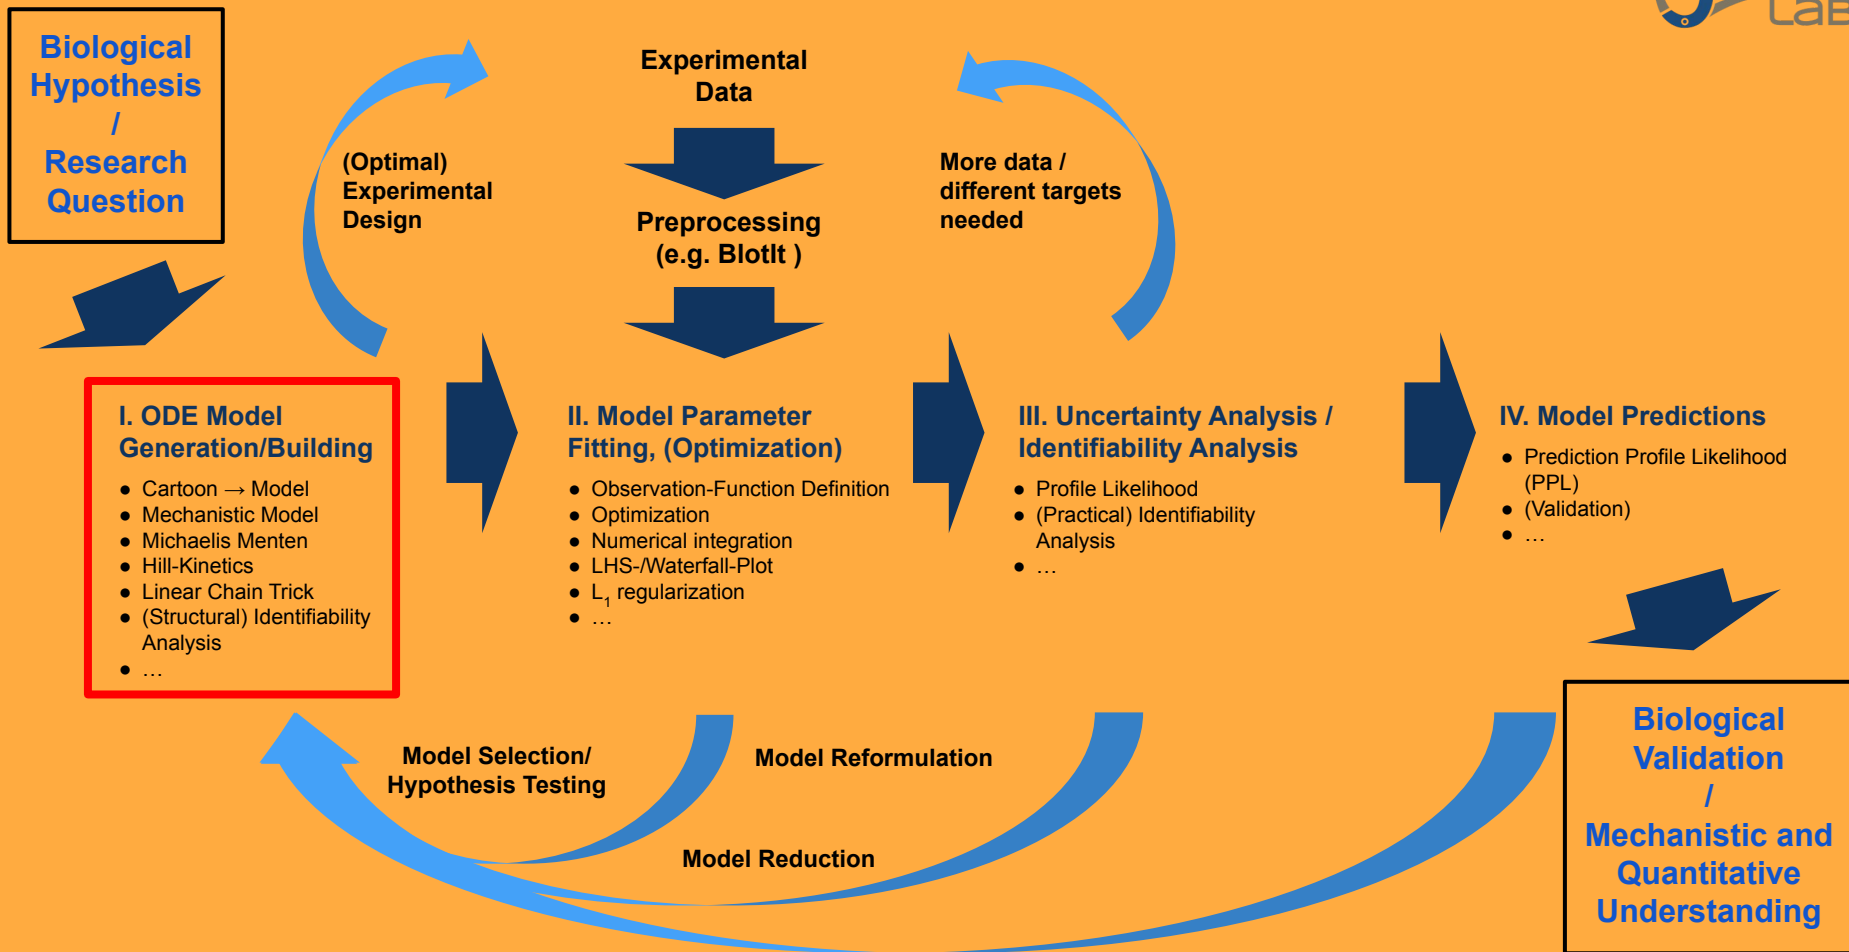 LaB
Biological
Hypothesis
/
Research
Question
Experimental
Data
(Optimal)
Experimental
Design
More data /
different targets
needed
Preprocessing
(e.g. BlotIt )
I. ODE Model
Generation/Building
● Cartoon → Model
● Mechanistic Model
● Michaelis Menten
● Hill-Kinetics
● Linear Chain Trick
● (Structural) Identifiability
Analysis
● …
II. Model Parameter
Fitting, (Optimization)
● Observation-Function Definition
● Optimization
● Numerical integration
● LHS-/Waterfall-Plot
● L₁ regularization
● …
III. Uncertainty Analysis /
Identifiability Analysis
● Profile Likelihood
● (Practical) Identifiability
Analysis
● …
IV. Model Predictions
● Prediction Profile Likelihood
(PPL)
● (Validation)
● …
Model Selection/
Hypothesis Testing
Model Reformulation
Model Reduction
Biological
Validation
/
Mechanistic and
Quantitative
Understanding